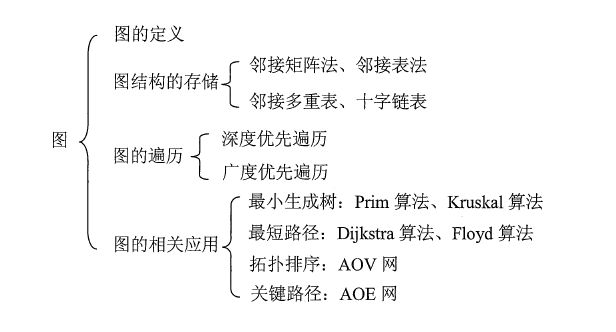 图
图的定义
图结构的存储
邻接矩阵法、邻接表法
邻接多重表、十字链表
图的遍历
深度优先遍历
广度优先遍历
图的相关应用
最小生成树：Prim 算法、Kruskal 算法
最短路径：Dijkstra 算法、Floyd 算法
拓扑排序：AOV 网
关键路径：AOE 网